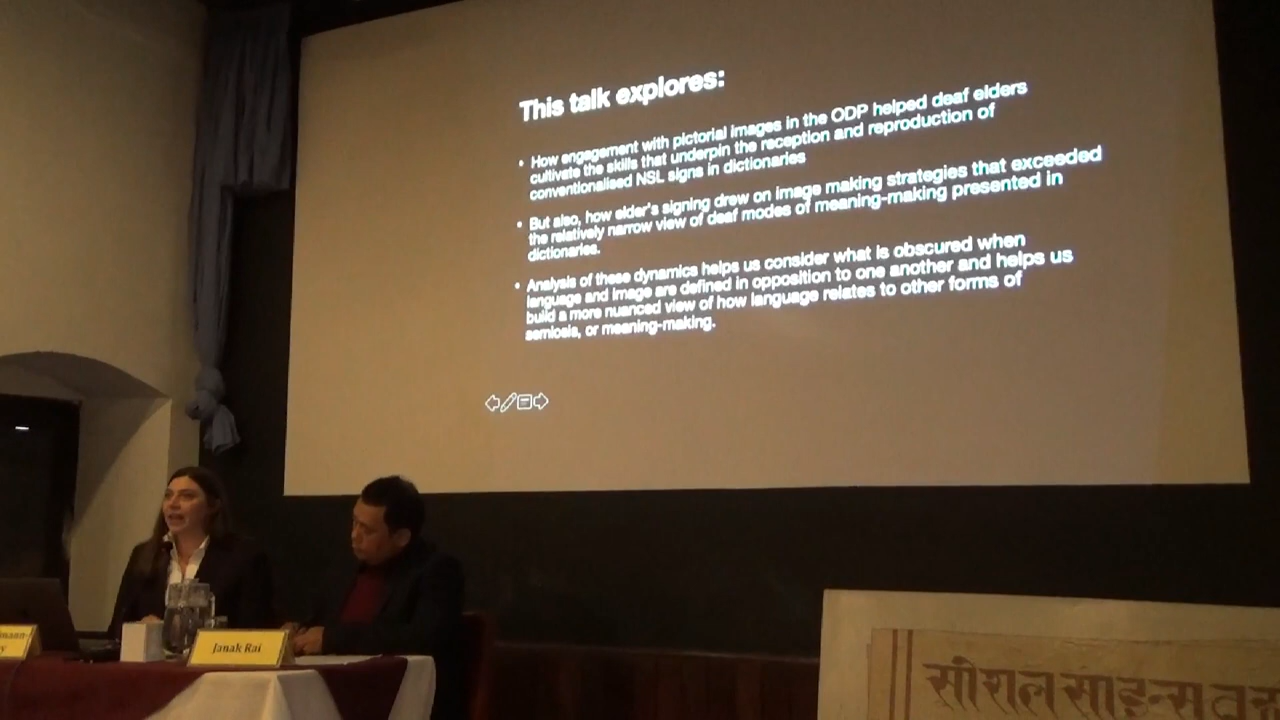 This talk explores:
• How engagement with pictorial images in the ODP helped deaf elders
cultivate the skills that underpin the reception and reproduction of
conventionalised NSL signs in dictionaries
• But also, how elder's signing drew on image making strategies that exceeded
the relatively narrow view of deaf modes of meaning-making presented in
dictionaries.
• Analysis of these dynamics helps us consider what is obscured when
language and image are defined in opposition to one another and helps us
build a more nuanced view of how language relates to other forms of
semiosis, or meaning-making.
mann-
y
Janak Rai
सोशल साइन्स